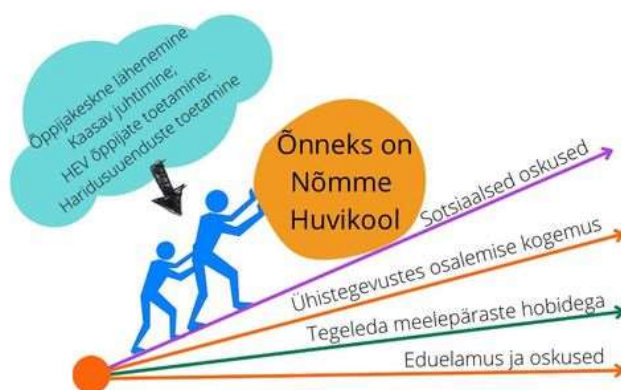 Õppijakeskne lähenemine
Kaasav juhtimine;
HEV õppijate toetamine;
Haridusuuenduste toetamine
Õnneks on
Nõmme
Huvikool
Sotsiaalsed oskused
Ühistegevustes osalemise kogemus
Tegeleda meelepäraste hobidega
Eduelamus ja oskused